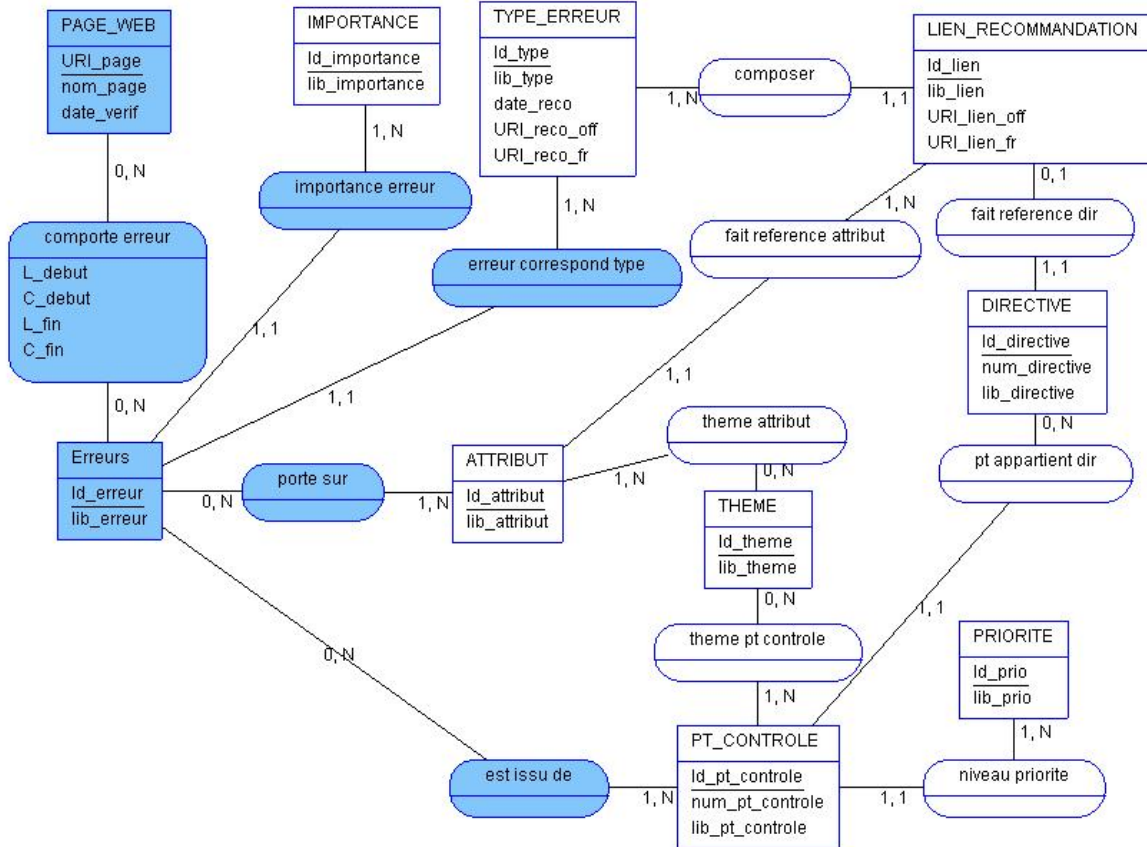 PAGE_WEB
URI_page
nom_page
date_verif
IMPORTANCE
Id_importance
lib_importance
TYPE_ERREUR
Id_type
lib_type
date_reco
URI_reco_off
URI_reco_fr
composer
LIEN_RECOMMANDATION
Id_lien
lib_lien
URI_lien_off
URI_lien_fr
1, N
1, 1
0, N
1, N
1, N
1, N
0, 1
comporte erreur
L_debut
C_debut
L_fin
C_fin
importance erreur
erreur correspond type
fait reference attribut
fait reference dir
1, 1
1, 1
1, 1
1, 1
DIRECTIVE
Id_directive
num_directive
lib_directive
0, N
0, N
Erreurs
Id_erreur
lib_erreur
0, N
porte sur
1, N
ATTRIBUT
Id_attribut
lib_attribut
theme attribut
1, N
0, N
pt appartient dir
THEME
Id_theme
lib_theme
0, N
1, 1
theme pt controle
1, N
PRIORITE
Id_prio
lib_prio
1, N
0, N
est issu de
1, N
PT_CONTROLE
Id_pt_controle
num_pt_controle
lib_pt_controle
1, 1
niveau priorite